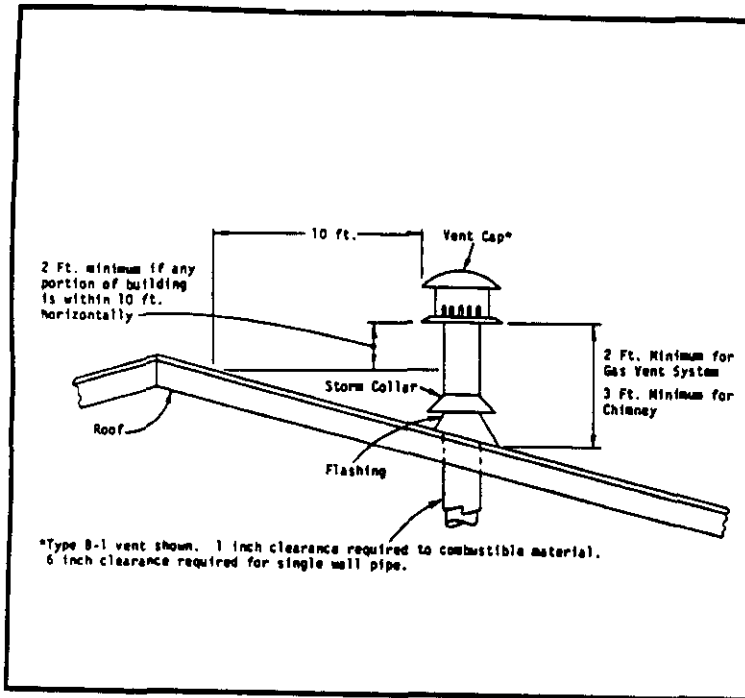 10 ft.
Vent Cap*
2 Ft. minimum if any
portion of building
is within 10 ft.
horizontally
2 Ft. Minimum for
Gas Vent System
3 Ft. Minimum for
Chimney
Storm Collar
Roof
Flashing
*Type B-1 vent shown. 1 inch clearance required to combustible material.
6 inch clearance required for single wall pipe.